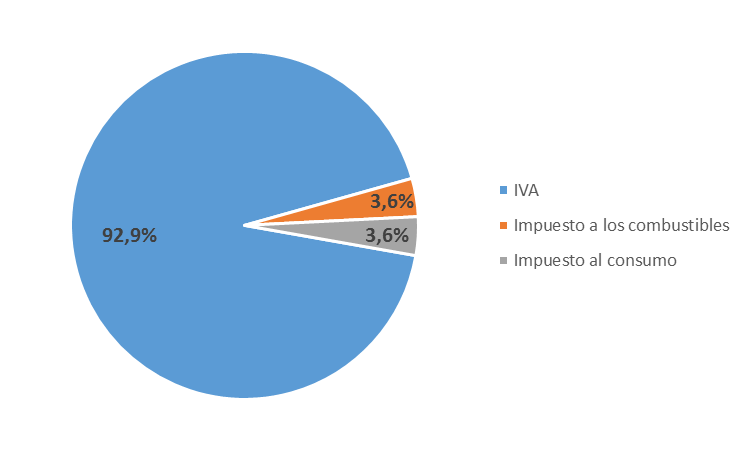 92,9%
3,6%
3,6%
IVA
Impuesto a los combustibles
Impuesto al consumo